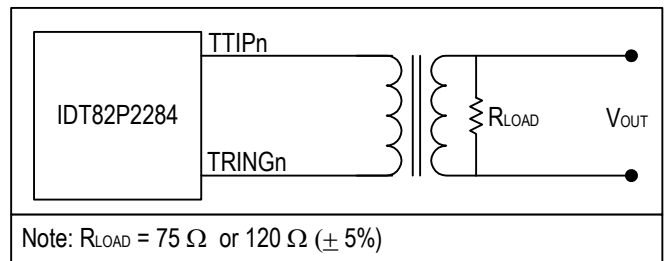 TTIPn
IDT82P2284
RLOAD
VOUT
TRINGn
Note: RLOAD = 75 Ω or 120 Ω (± 5%)